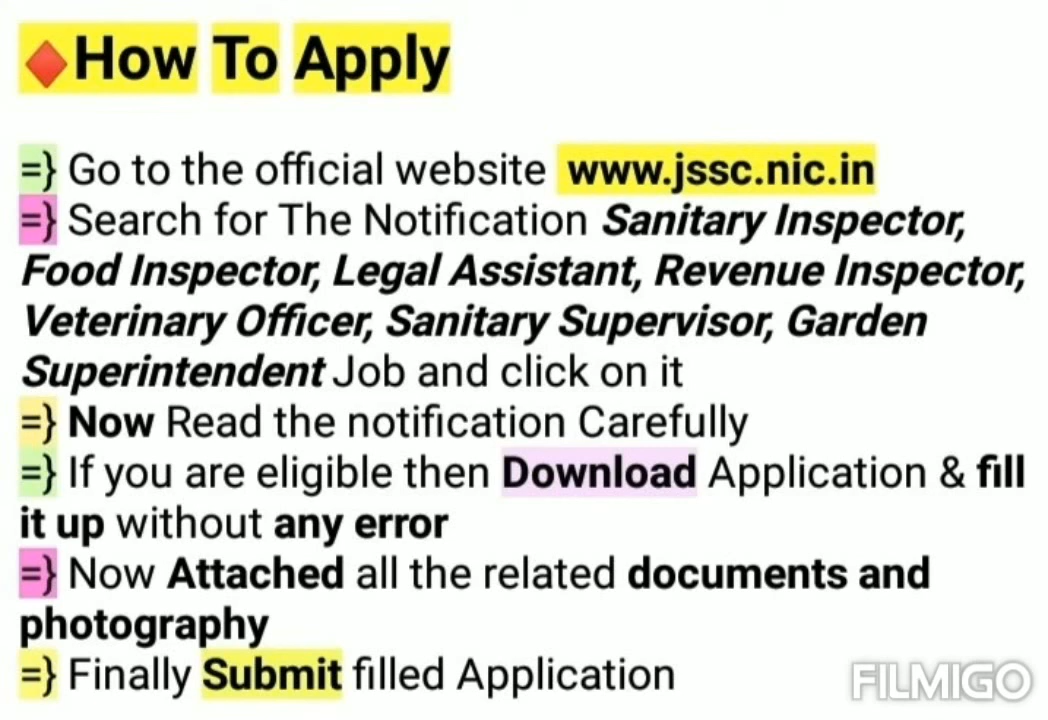 ♦️How To Apply
=} Go to the official website www.jssc.nic.in
=} Search for The Notification Sanitary Inspector,
Food Inspector, Legal Assistant, Revenue Inspector,
Veterinary Officer, Sanitary Supervisor, Garden
Superintendent Job and click on it
=} Now Read the notification Carefully
=} If you are eligible then Download Application & fill
it up without any error
=} Now Attached all the related documents and
photography
=} Finally Submit filled Application
FILMIGO